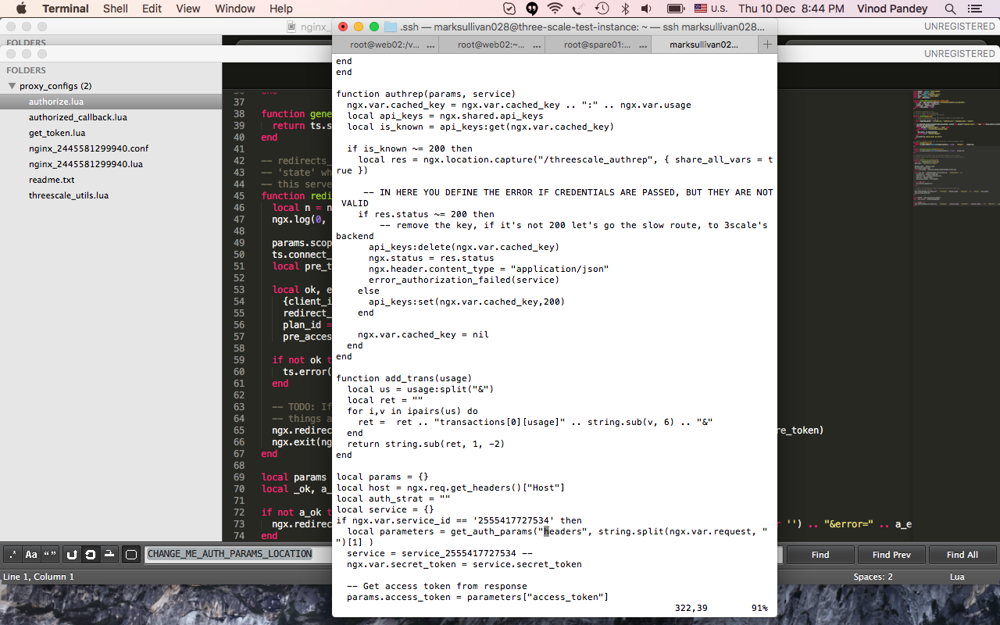 Terminal Shell Edit View Window Help U.S. Thu 10 Dec 8:44 PM Vinod Pandey
nginx_
.ssh — marksullivan028@three-scale-test-instance: ~ — ssh marksullivan028...
UNREGISTERED
FOLDERS
root@web02:/v... ... root@web02:~... ... root@spare01:... ... marksullivan02... +
UNREGISTERED
FOLDERS
proxy_configs (2)
authorize.lua
authorized_callback.lua
get_token.lua
nginx_2445581299940.conf
nginx_2445581299940.lua
readme.txt
threescale_utils.lua
36 end
37
38 function gene
39 return ts.s
40 end
41
42 -- redirects_
43 -- 'state' wh
44 -- this serve
45 function redi
46 local n = n
47 ngx.log(0,
48
49 params.scop
50 ts.connect_
51 local pre_t
52
53 local ok, e
54 {client_i
55 redirect_
56 plan_id =
57 pre_acces
58
59 if not ok t
60 ts.error(
61 end
62
63 -- TODO: If
64 -- things a
65 ngx.redirec re_token)
66 ngx.exit(ng
67 end
68
69 local params
70 local _ok, a_
71
72 if not a_ok t
73 ngx.redirec r '') .. "&error=" .. a_e
74 end
end
end
function authrep(params, service)
ngx.var.cached_key = ngx.var.cached_key .. ":" .. ngx.var.usage
local api_keys = ngx.shared.api_keys
local is_known = api_keys:get(ngx.var.cached_key)
if is_known ~= 200 then
local res = ngx.location.capture("/threescale_authrep", { share_all_vars = t
rue })
-- IN HERE YOU DEFINE THE ERROR IF CREDENTIALS ARE PASSED, BUT THEY ARE NOT
VALID
if res.status ~= 200 then
-- remove the key, if it's not 200 let's go the slow route, to 3scale's
backend
api_keys:delete(ngx.var.cached_key)
ngx.status = res.status
ngx.header.content_type = "application/json"
error_authorization_failed(service)
else
api_keys:set(ngx.var.cached_key,200)
end
ngx.var.cached_key = nil
end
end
function add_trans(usage)
local us = usage:split("&")
local ret = ""
for i,v in ipairs(us) do
ret =  ret .. "transactions[0][usage]" .. string.sub(v, 6) .. "&"
end
return string.sub(ret, 1, -2)
end
local params = {}
local host = ngx.req.get_headers()["Host"]
local auth_strat = ""
local service = {}
if ngx.var.service_id == '2555417727534' then
local parameters = get_auth_params("headers", string.split(ngx.var.request, "
")[1] )
service = service_2555417727534 --
ngx.var.secret_token = service.secret_token
-- Get access token from response
params.access_token = parameters["access_token"]
322,39 91%
.* Aa “ ” CHANGE_ME_AUTH_PARAMS_LOCATION Find Find Prev Find All
Line 1, Column 1 Spaces: 2 Lua